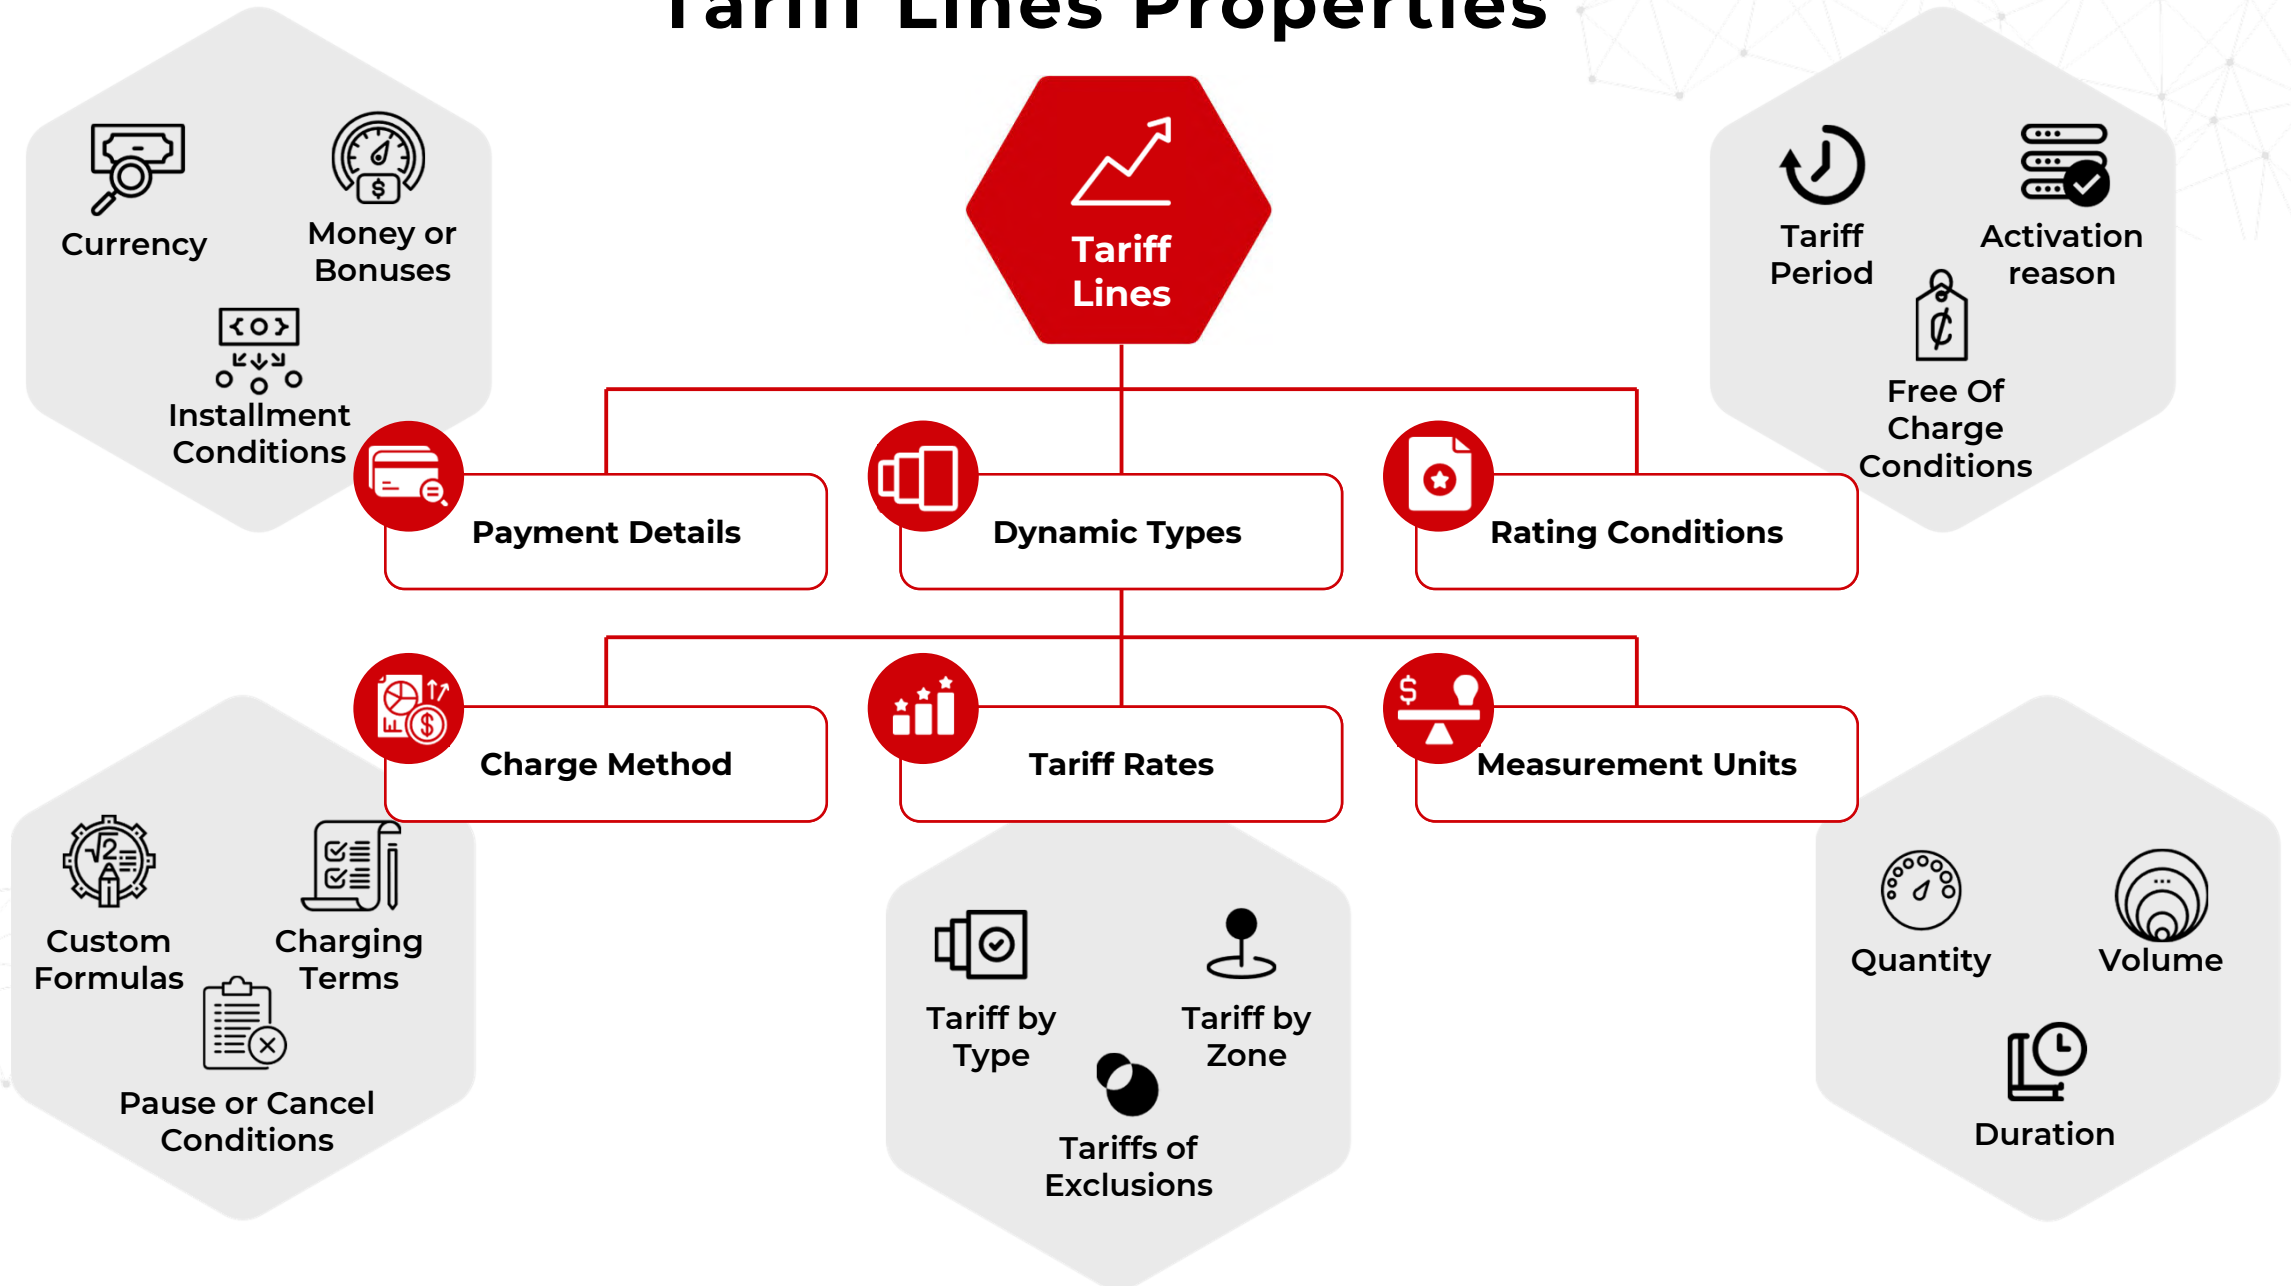 Tariff Lines Properties
Currency
Money or
Bonuses
Installment
Conditions
Tariff
Lines
Tariff
Period
Activation
reason
Free Of
Charge
Conditions
Payment Details
Dynamic Types
Rating Conditions
Charge Method
Tariff Rates
Measurement Units
Custom
Formulas
Charging
Terms
Pause or Cancel
Conditions
Tariff by
Type
Tariff by
Zone
Tariffs of
Exclusions
Quantity
Volume
Duration